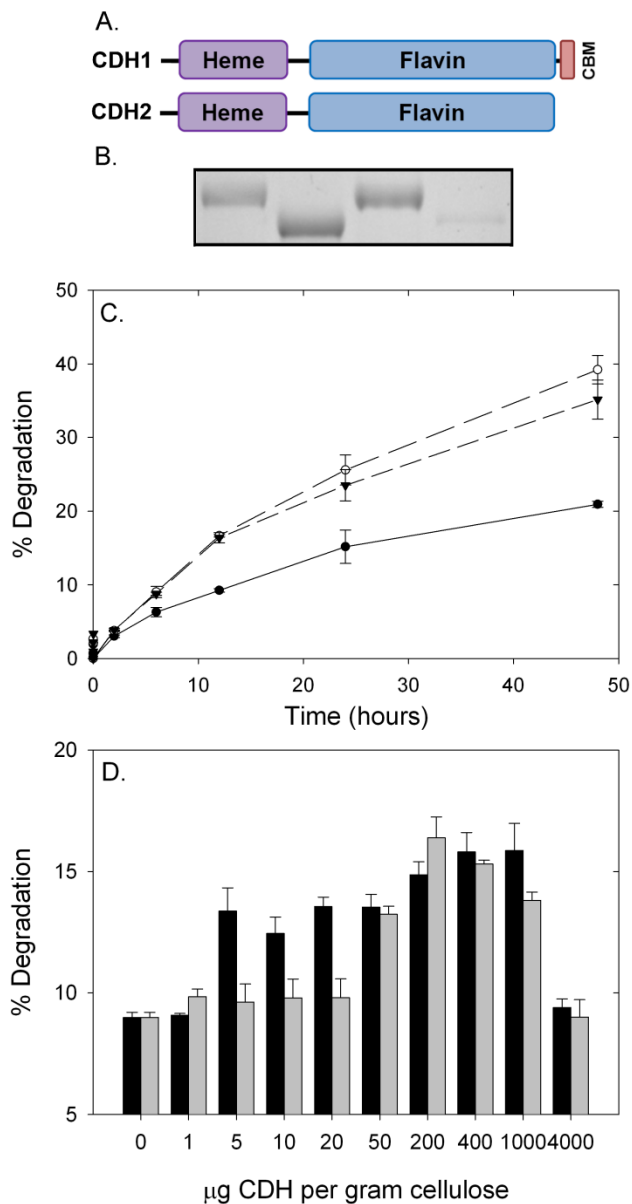 A.
CDH1 Heme Flavin CBM
CDH2 Heme Flavin
B.
C.
50
40
30
20
10
0
% Degradation
0 10 20 30 40 50
Time (hours)
D.
20
15
10
5
% Degradation
0 1 5 10 20 50 200 400 1000 4000
μg CDH per gram cellulose